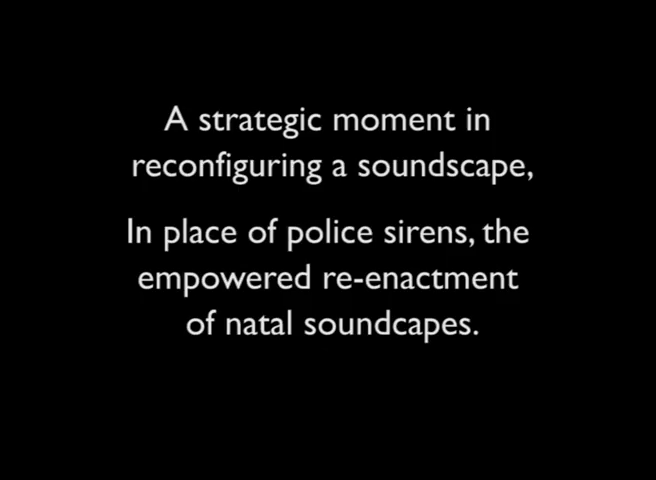 A strategic moment in
reconfiguring a soundscape,
In place of police sirens, the
empowered re-enactment
of natal soundcapes.